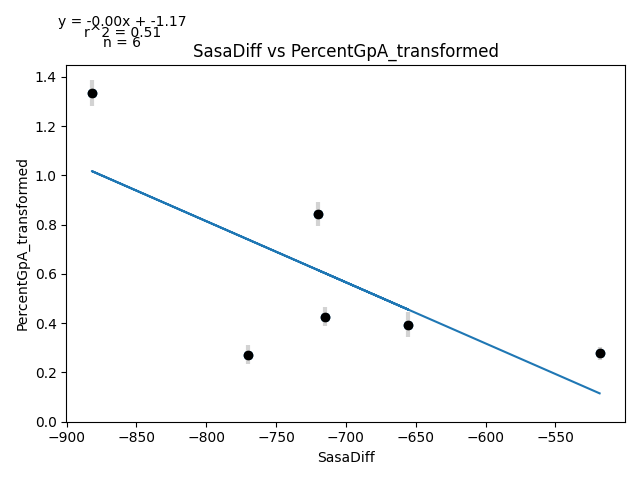 y = -0.00x + -1.17
r^2 = 0.51
n = 6
SasaDiff vs PercentGpA_transformed
1.4
1.2
1.0
0.8
0.6
0.4
0.2
0.0
PercentGpA_transformed
−900 −850 −800 −750 −700 −650 −600 −550
SasaDiff